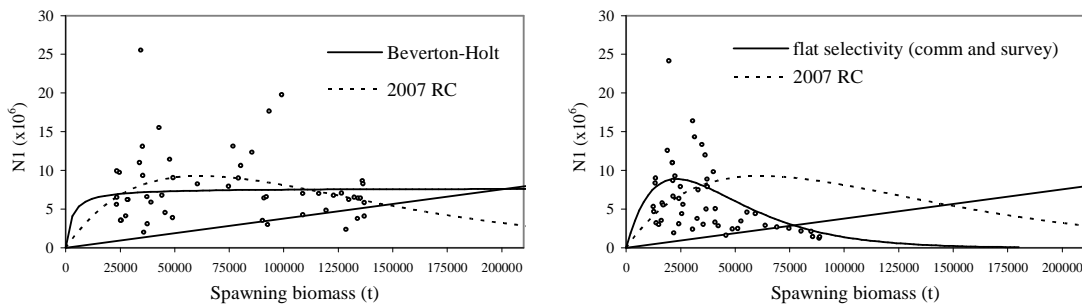 30
25
20
15
10
5
0
N1 (x10⁶)
Beverton-Holt
2007 RC
0 25000 50000 75000 100000 125000 150000 175000 200000
Spawning biomass (t)
30
25
20
15
10
5
0
N1 (x10⁶)
flat selectivity (comm and survey)
2007 RC
0 25000 50000 75000 100000 125000 150000 175000 200000
Spawning biomass (t)